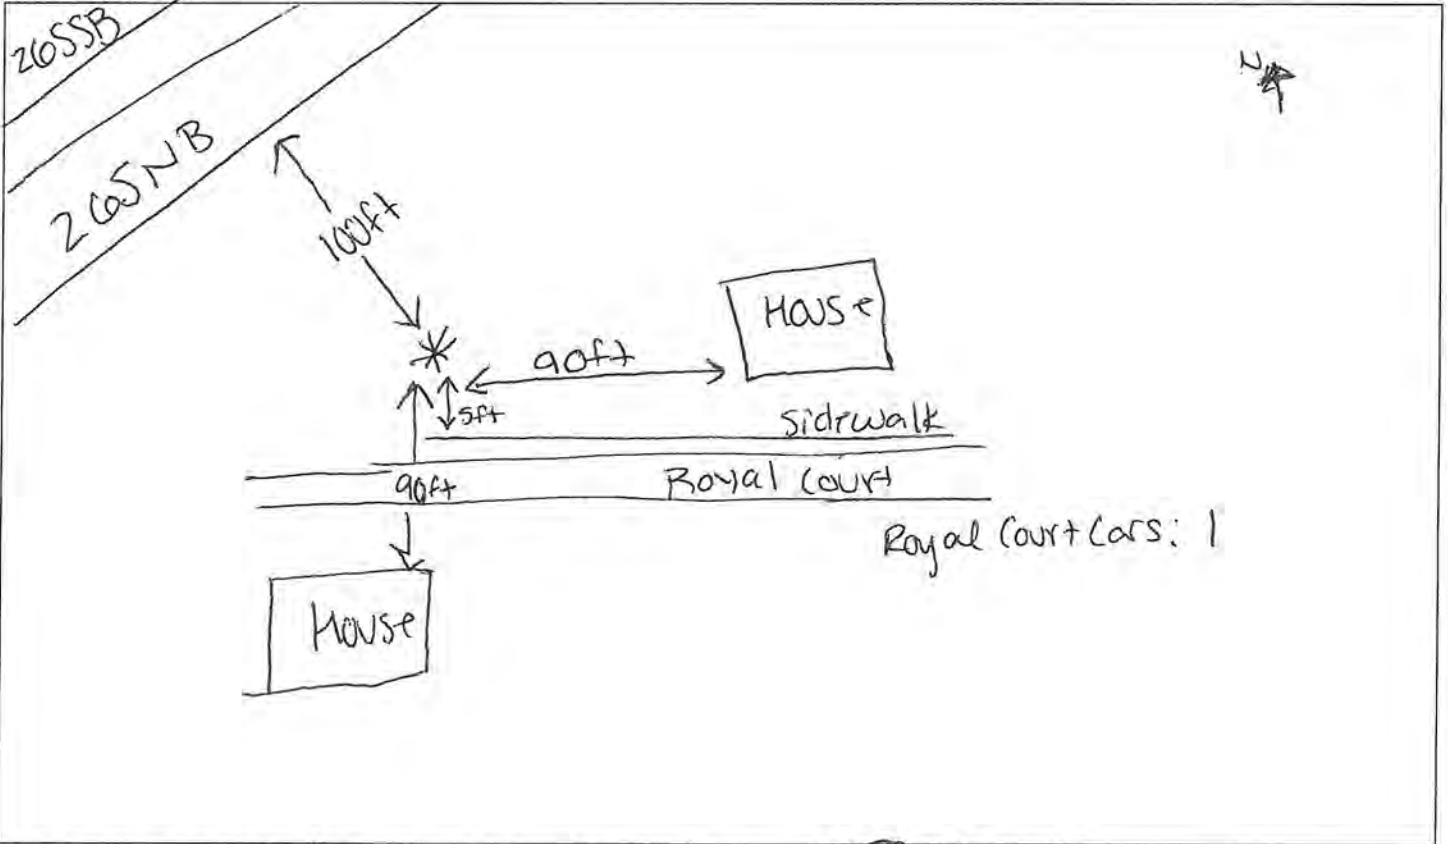 265SB
N
265NB
100ft
House
90ft
5ft
Sidewalk
90ft
Royal Court
Royal Court Cars: 1
House